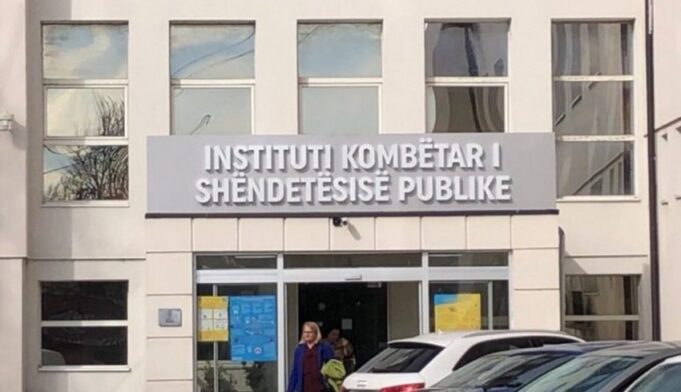 INSTITUTI KOMBËTAR I
SHËNDETËSISË PUBLIKE